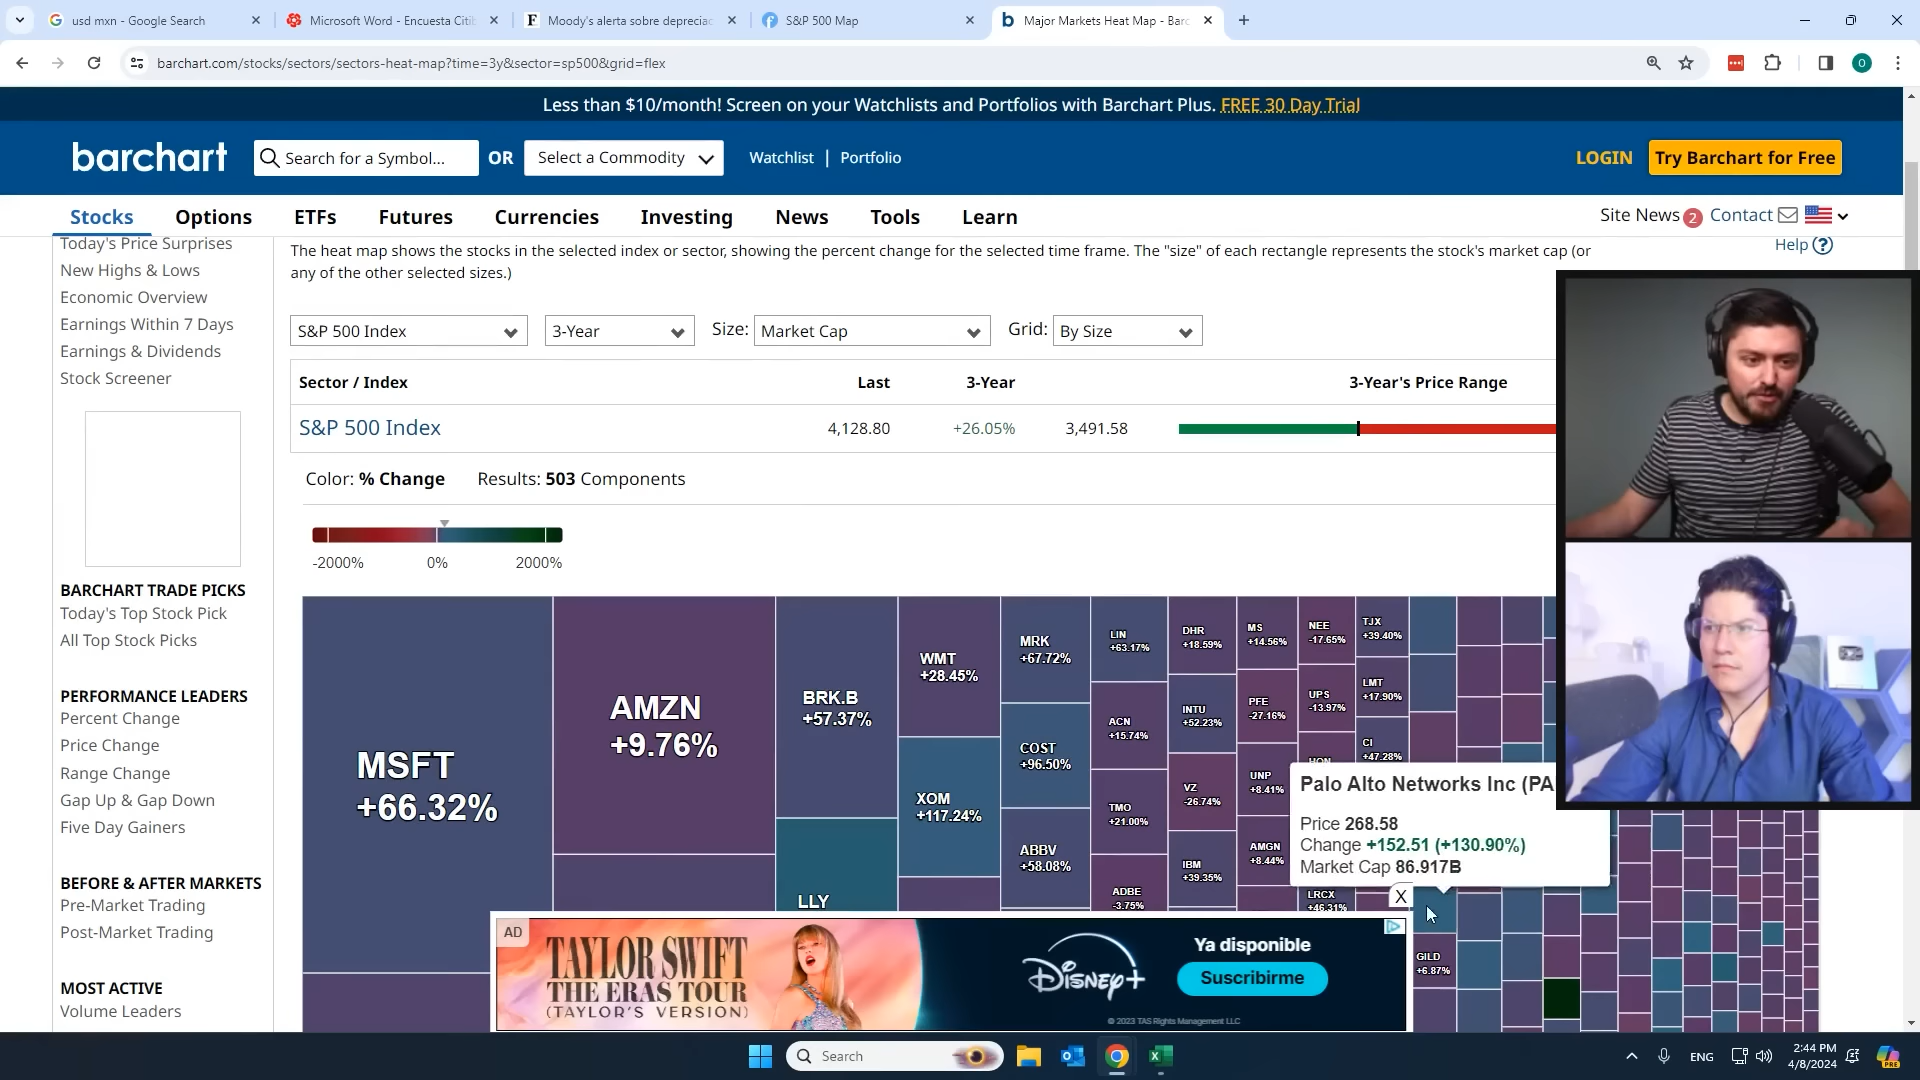 usd mxn - Google Search
Microsoft Word - Encuesta Citib
Moody's alerta sobre depreciac
S&P 500 Map
Major Markets Heat Map - Barc
barchart.com/stocks/sectors/sectors-heat-map?time=3y&sector=sp500&grid=flex
Less than $10/month! Screen on your Watchlists and Portfolios with Barchart Plus. FREE 30 Day Trial
barchart
Search for a Symbol...
OR
Select a Commodity
Watchlist | Portfolio
LOGIN
Try Barchart for Free
Stocks
Options
ETFs
Futures
Currencies
Investing
News
Tools
Learn
Site News 2
Contact
Today's Price Surprises
New Highs & Lows
Economic Overview
Earnings Within 7 Days
Earnings & Dividends
Stock Screener
BARCHART TRADE PICKS
Today's Top Stock Pick
All Top Stock Picks
PERFORMANCE LEADERS
Percent Change
Price Change
Range Change
Gap Up & Gap Down
Five Day Gainers
BEFORE & AFTER MARKETS
Pre-Market Trading
Post-Market Trading
MOST ACTIVE
Volume Leaders
The heat map shows the stocks in the selected index or sector, showing the percent change for the selected time frame. The "size" of each rectangle represents the stock's market cap (or
any of the other selected sizes.)
Help ?
S&P 500 Index
3-Year
Size:
Market Cap
Grid:
By Size
Sector / Index
Last
3-Year
3-Year's Price Range
S&P 500 Index
4,128.80
+26.05%
3,491.58
Color: % Change
Results: 503 Components
-2000%
0%
2000%
MSFT
+66.32%
AMZN
+9.76%
BRK.B
+57.37%
LLY
WMT
+28.45%
XOM
+117.24%
MRK
+67.72%
COST
+96.50%
ABBV
+58.08%
LIN
+63.17%
ACN
+15.74%
TMO
+21.00%
ADBE
-3.75%
DHR
+18.59%
INTU
+52.23%
VZ
-26.74%
IBM
+39.35%
MS
+14.56%
PFE
-27.16%
UNP
+8.41%
AMGN
+8.44%
NEE
-17.65%
UPS
-13.97%
HON
LRCX
+46.31%
TJX
+39.40%
LMT
+17.90%
CI
+47.28%
GILD
+6.87%
Palo Alto Networks Inc (PA
Price 268.58
Change +152.51 (+130.90%)
Market Cap 86.917B
X
AD
TAYLOR SWIFT
THE ERAS TOUR
(TAYLOR'S VERSION)
Disney+
Ya disponible
Suscribirme
© 2023 TAS Rights Management LLC
Search
ENG
2:44 PM
4/8/2024